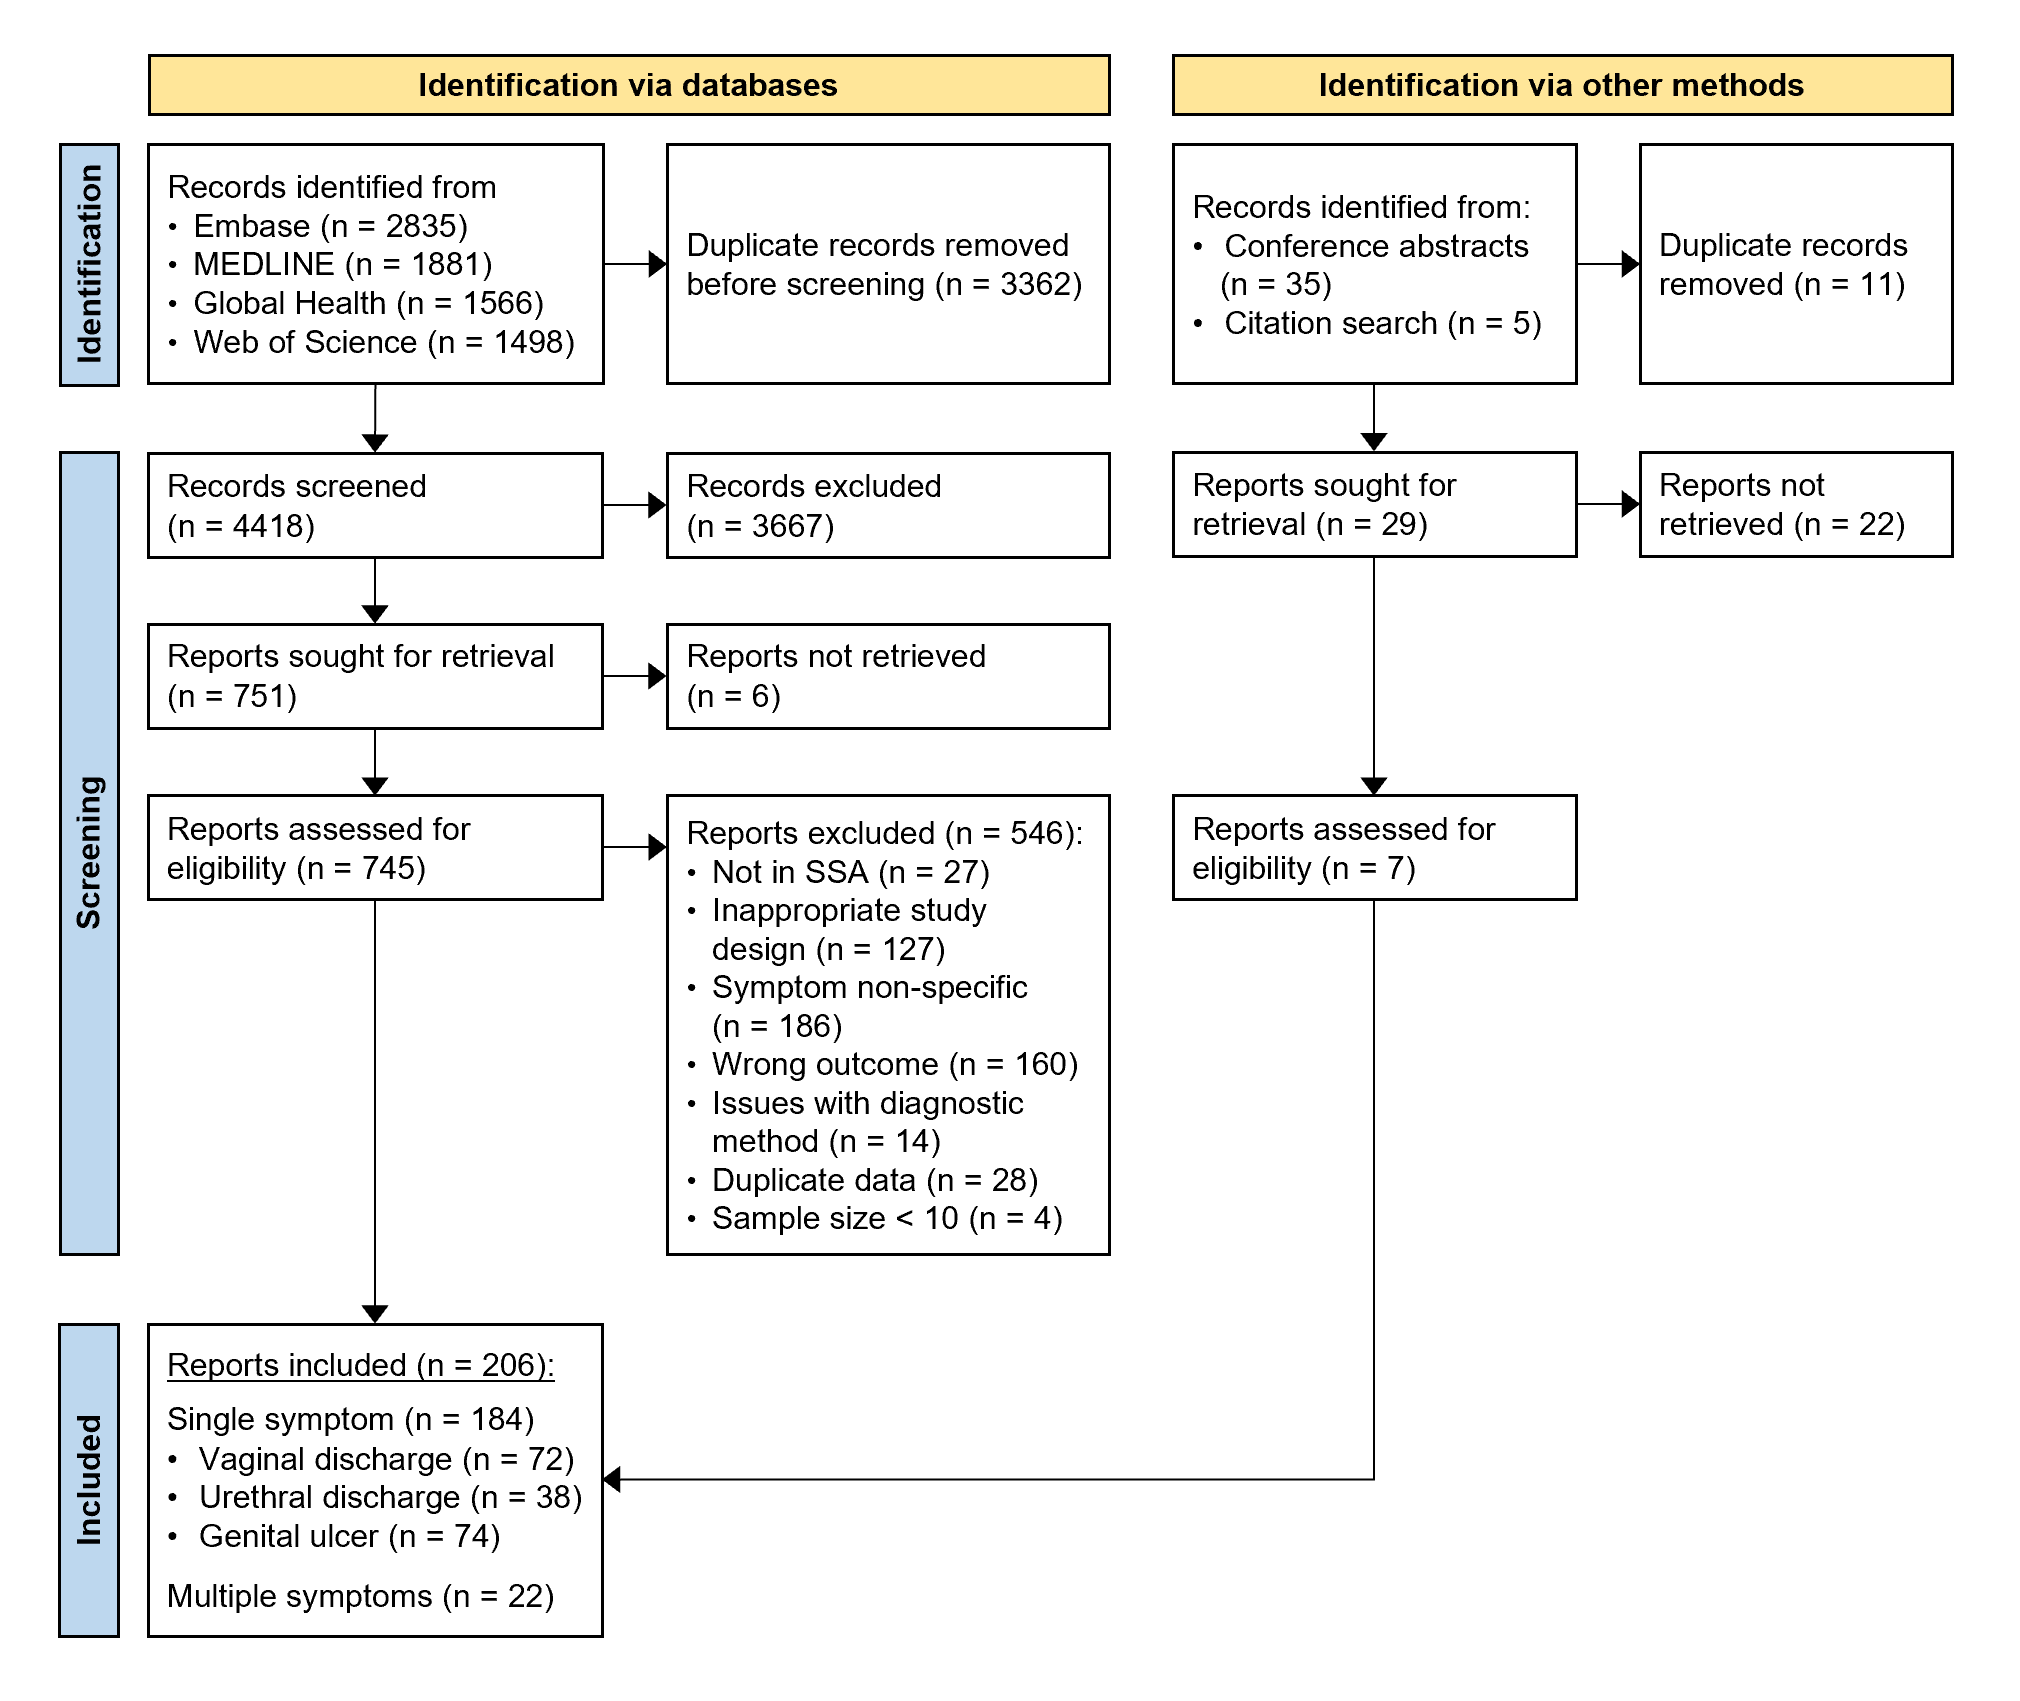 Identification via databases
Identification via other methods
Identification
Records identified from
• Embase (n = 2835)
• MEDLINE (n = 1881)
• Global Health (n = 1566)
• Web of Science (n = 1498)
Duplicate records removed
before screening (n = 3362)
Records identified from:
• Conference abstracts
(n = 35)
• Citation search (n = 5)
Duplicate records
removed (n = 11)
Screening
Records screened
(n = 4418)
Records excluded
(n = 3667)
Reports sought for
retrieval (n = 29)
Reports not
retrieved (n = 22)
Reports sought for retrieval
(n = 751)
Reports not retrieved
(n = 6)
Reports assessed for
eligibility (n = 745)
Reports excluded (n = 546):
• Not in SSA (n = 27)
• Inappropriate study
design (n = 127)
• Symptom non-specific
(n = 186)
• Wrong outcome (n = 160)
• Issues with diagnostic
method (n = 14)
• Duplicate data (n = 28)
• Sample size < 10 (n = 4)
Reports assessed for
eligibility (n = 7)
Included
Reports included (n = 206):
Single symptom (n = 184)
• Vaginal discharge (n = 72)
• Urethral discharge (n = 38)
• Genital ulcer (n = 74)
Multiple symptoms (n = 22)